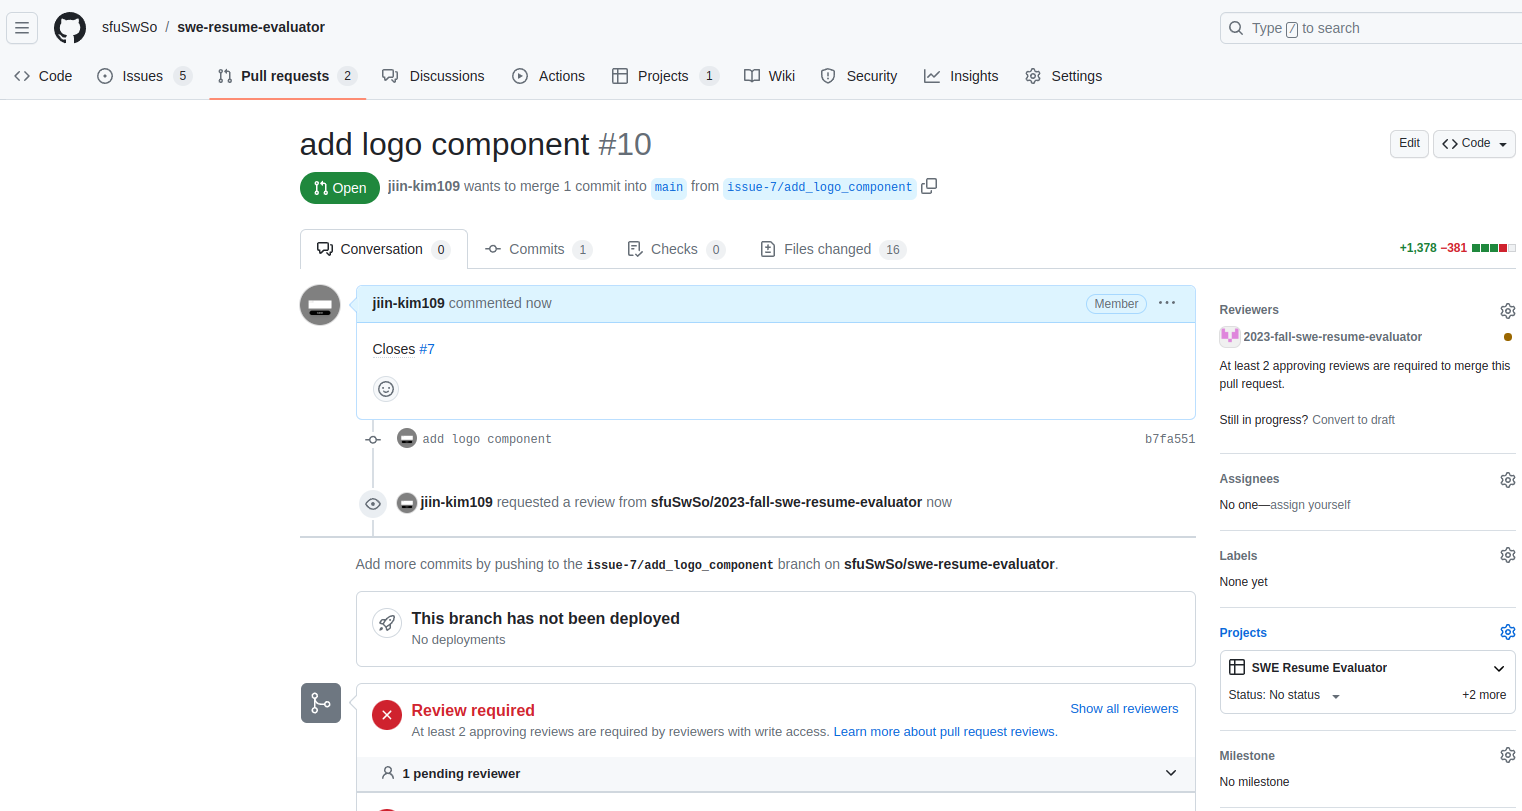 sfuSwSo / swe-resume-evaluator
Type / to search
Code Issues 5 Pull requests 2 Discussions Actions Projects 1 Wiki Security Insights Settings
add logo component #10
Edit Code
Open jiin-kim109 wants to merge 1 commit into main from issue-7/add_logo_component
Conversation 0 Commits 1 Checks 0 Files changed 16
+1,378 −381
jiin-kim109 commented now
Member
Closes #7
add logo component b7fa551
jiin-kim109 requested a review from sfuSwSo/2023-fall-swe-resume-evaluator now
Add more commits by pushing to the issue-7/add_logo_component branch on sfuSwSo/swe-resume-evaluator.
This branch has not been deployed
No deployments
Review required
Show all reviewers
At least 2 approving reviews are required by reviewers with write access. Learn more about pull request reviews.
1 pending reviewer
Reviewers
2023-fall-swe-resume-evaluator
At least 2 approving reviews are required to merge this
pull request.
Still in progress? Convert to draft
Assignees
No one—assign yourself
Labels
None yet
Projects
SWE Resume Evaluator
Status: No status +2 more
Milestone
No milestone